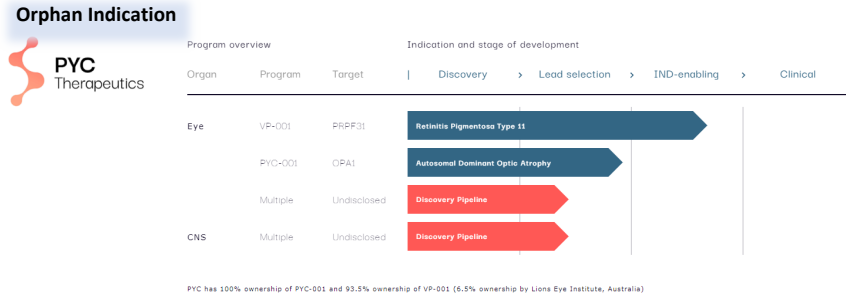 Orphan Indication
PYC
Therapeutics
Program overview Indication and stage of development
Organ Program Target | Discovery > Lead selection > IND-enabling > Clinical
Eye VP-001 PRPF31 Retinitis Pigmentosa Type 11
PYC-001 OPA1 Autosomal Dominant Optic Atrophy
Multiple Undisclosed Discovery Pipeline
CNS Multiple Undisclosed Discovery Pipeline
PYC has 100% ownership of PYC-001 and 93.5% ownership of VP-001 (6.5% ownership by Lions Eye Institute, Australia)